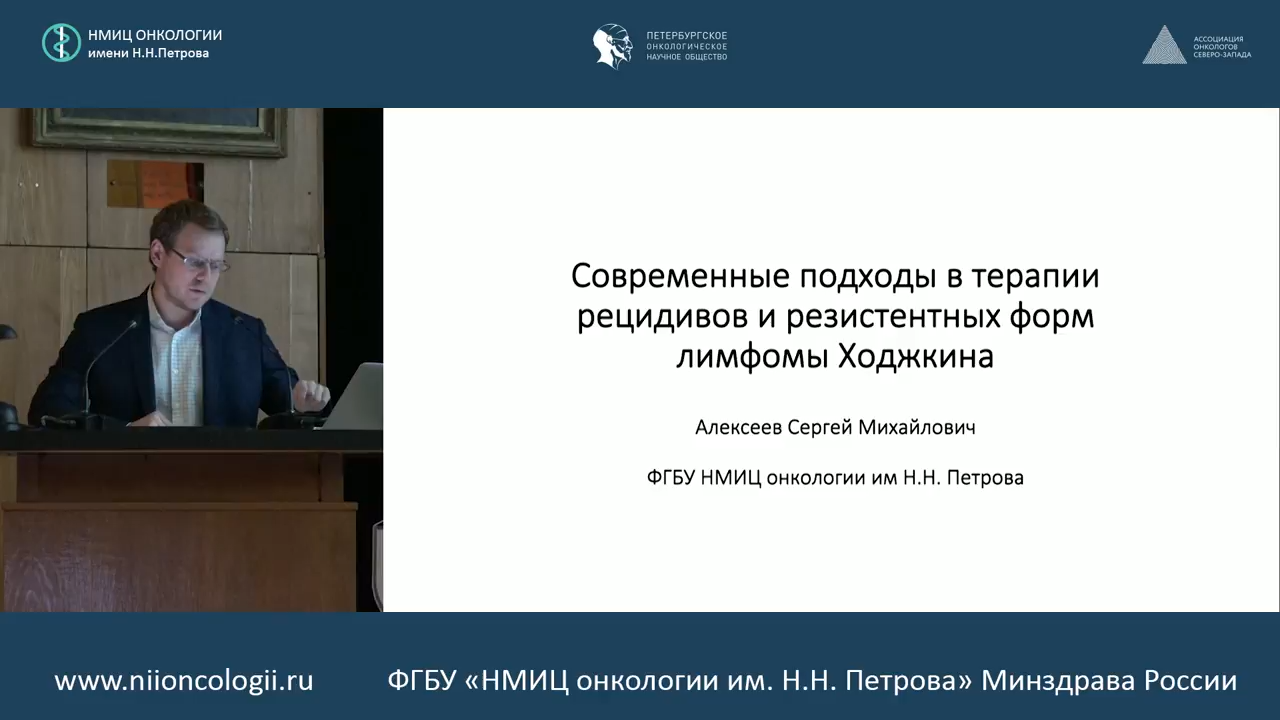 НМИЦ ОНКОЛОГИИ
имени Н.Н.Петрова
ПЕТЕРБУРГСКОЕ
ОНКОЛОГИЧЕСКОЕ
НАУЧНОЕ ОБЩЕСТВО
АССОЦИАЦИЯ
ОНКОЛОГОВ
СЕВЕРО-ЗАПАДА
Современные подходы в терапии
рецидивов и резистентных форм
лимфомы Ходжкина
Алексеев Сергей Михайлович
ФГБУ НМИЦ онкологии им Н.Н. Петрова
www.niioncologii.ru
ФГБУ «НМИЦ онкологии им. Н.Н. Петрова» Минздрава России